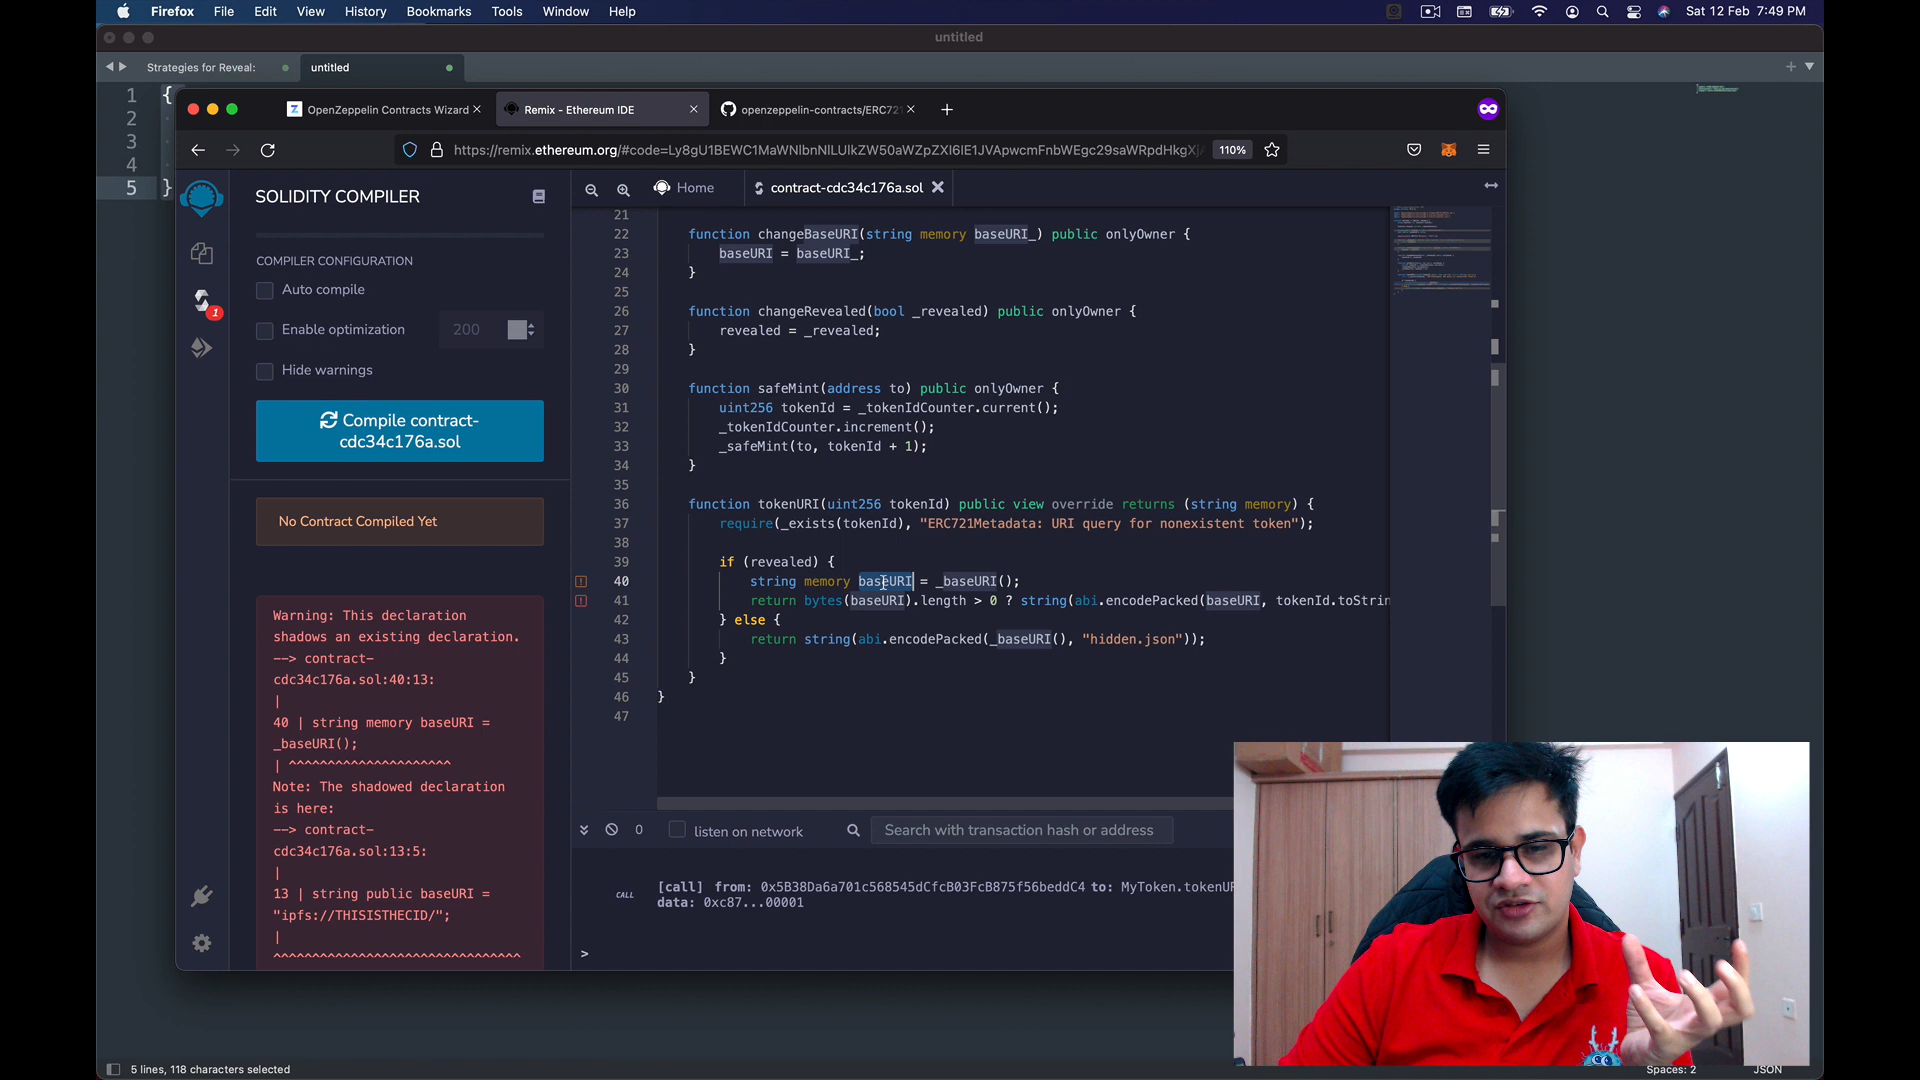 Firefox File Edit View History Bookmarks Tools Window Help Sat 12 Feb 7:49 PM
untitled
Strategies for Reveal: untitled
1 {
2
3
4
5 }
OpenZeppelin Contracts Wizard Remix - Ethereum IDE openzeppelin-contracts/ERC721
https://remix.ethereum.org/#code=Ly8gU1BEWC1MaWNlbnNlLUlkZW50aWZpZXI6IE1JVApwcmFnbWEgc29saWRpdHkgXj 110%
SOLIDITY COMPILER
COMPILER CONFIGURATION
Auto compile
Enable optimization 200
Hide warnings
1
Compile contract-
cdc34c176a.sol
No Contract Compiled Yet
Warning: This declaration
shadows an existing declaration.
--> contract-
cdc34c176a.sol:40:13:
|
40 | string memory baseURI =
_baseURI();
| ^^^^^^^^^^^^^^^^^^^^^
Note: The shadowed declaration
is here:
--> contract-
cdc34c176a.sol:13:5:
|
13 | string public baseURI =
"ipfs://THISISTHECID/";
|
^^^^^^^^^^^^^^^^^^^^^^^^^^^^^^^^
Home contract-cdc34c176a.sol
21
22 function changeBaseURI(string memory baseURI_) public onlyOwner {
23 baseURI = baseURI_;
24 }
25
26 function changeRevealed(bool _revealed) public onlyOwner {
27 revealed = _revealed;
28 }
29
30 function safeMint(address to) public onlyOwner {
31 uint256 tokenId = _tokenIdCounter.current();
32 _tokenIdCounter.increment();
33 _safeMint(to, tokenId + 1);
34 }
35
36 function tokenURI(uint256 tokenId) public view override returns (string memory) {
37 require(_exists(tokenId), "ERC721Metadata: URI query for nonexistent token");
38
39 if (revealed) {
40 string memory baseURI = _baseURI();
41 return bytes(baseURI).length > 0 ? string(abi.encodePacked(baseURI, tokenId.toStrin
42 } else {
43 return string(abi.encodePacked(_baseURI(), "hidden.json"));
44 }
45 }
46 }
47
0 listen on network Search with transaction hash or address
CALL [call] from: 0x5B38Da6a701c568545dCfcB03FcB875f56beddC4 to: MyToken.tokenU
data: 0xc87...00001
>
5 lines, 118 characters selected Spaces: 2 JSON